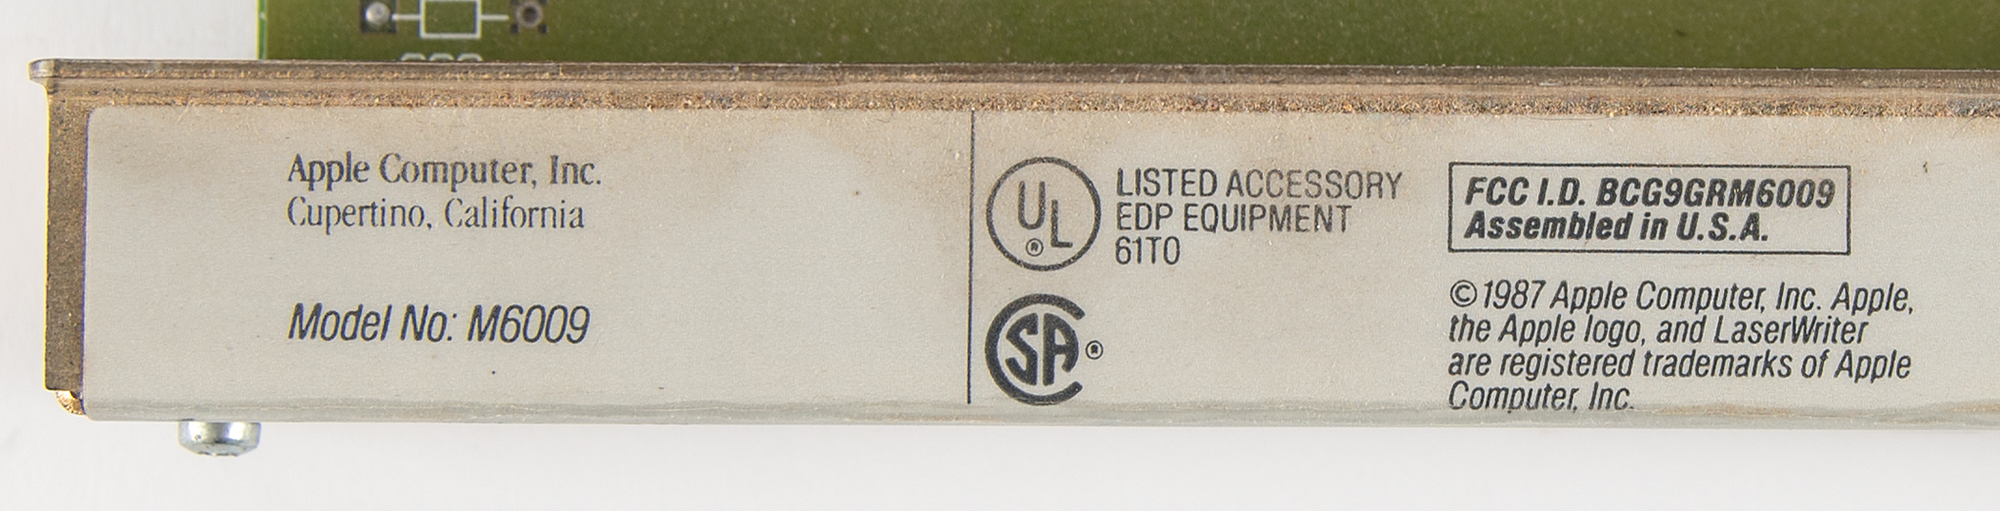 Apple Computer, Inc.
Cupertino, California
Model No: M6009
UL ®
LISTED ACCESSORY
EDP EQUIPMENT
61T0
SA ®
FCC I.D. BCG9GRM6009
Assembled in U.S.A.
©1987 Apple Computer, Inc. Apple,
the Apple logo, and LaserWriter
are registered trademarks of Apple
Computer, Inc.